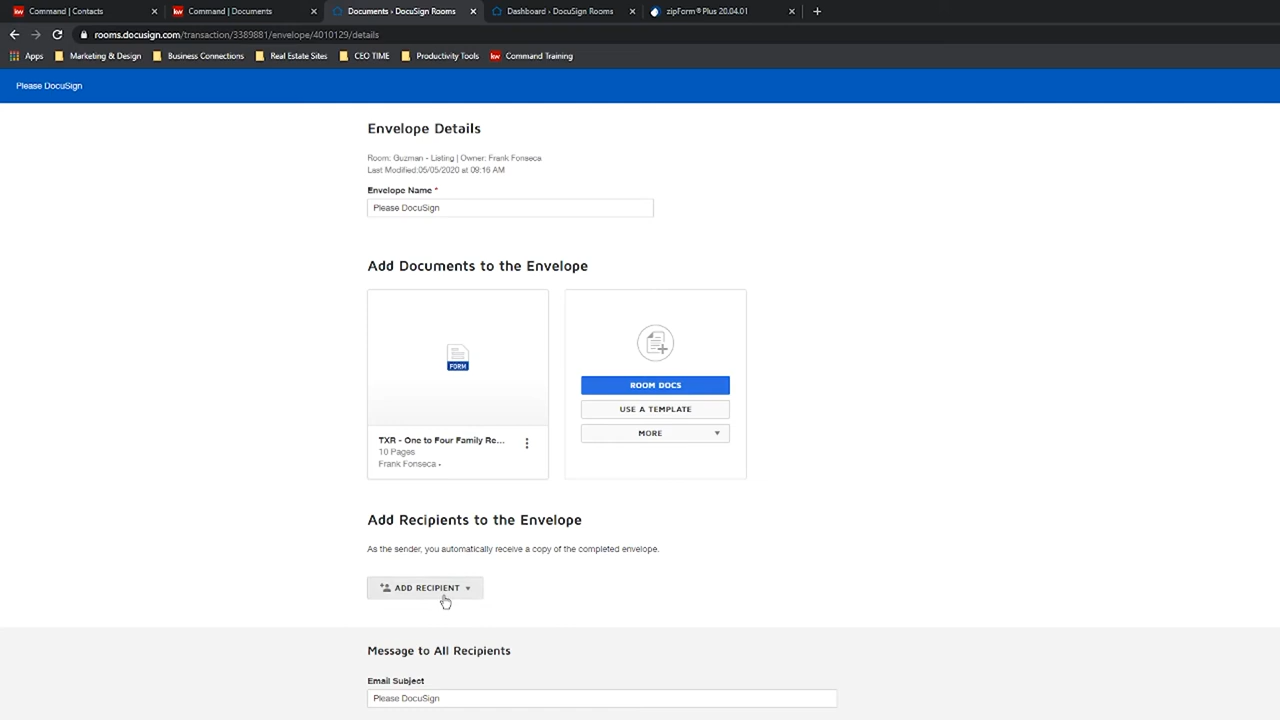 Command | Contacts
Command | Documents
Documents › DocuSign Rooms
Dashboard › DocuSign Rooms
zipForm® Plus 20.04.01
rooms.docusign.com/transaction/3389881/envelope/4010129/details
Apps
Marketing & Design
Business Connections
Real Estate Sites
CEO TIME
Productivity Tools
kw Command Training
Please DocuSign
Envelope Details
Room: Guzman - Listing | Owner: Frank Fonseca
Last Modified:05/05/2020 at 09:16 AM
Envelope Name *
Please DocuSign
Add Documents to the Envelope
FORM
TXR - One to Four Family Re...
10 Pages
Frank Fonseca •
ROOM DOCS
USE A TEMPLATE
MORE
Add Recipients to the Envelope
As the sender, you automatically receive a copy of the completed envelope.
ADD RECIPIENT
Message to All Recipients
Email Subject
Please DocuSign